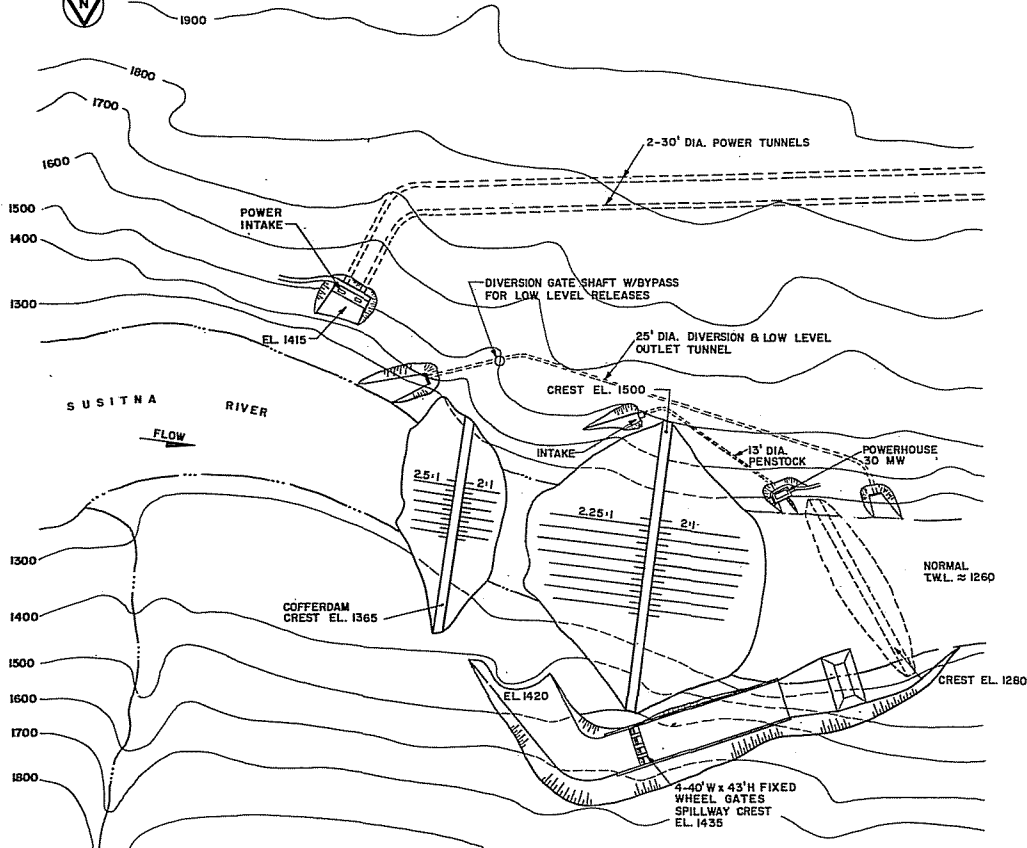 N
1900
1800
1700
1600
1500
1400
1300
2-30' DIA. POWER TUNNELS
POWER
INTAKE
EL. 1415
DIVERSION GATE SHAFT W/BYPASS
FOR LOW LEVEL RELEASES
25' DIA. DIVERSION & LOW LEVEL
OUTLET TUNNEL
CREST EL. 1500
SUSITNA RIVER
FLOW
INTAKE
13' DIA.
PENSTOCK
POWERHOUSE
30 MW
2.5:1
2:1
2.25:1
2:1
NORMAL
T.W.L. ≈ 1260
1300
1400
1500
1600
1700
1800
COFFERDAM
CREST EL. 1365
EL. 1420
CREST EL. 1280
4-40'W x 43'H FIXED
WHEEL GATES
SPILLWAY CREST
EL. 1435